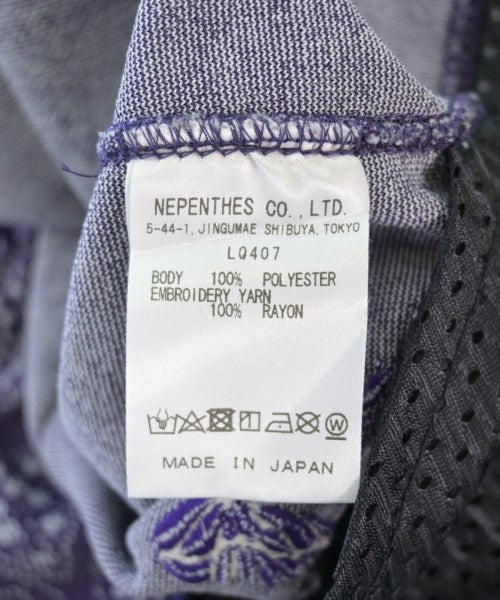 NEPENTHES CO., LTD.
5-44-1, JINGUMAE SHIBUYA, TOKYO
LQ407
BODY 100% POLYESTER
EMBROIDERY YARN
100% RAYON
MADE IN JAPAN